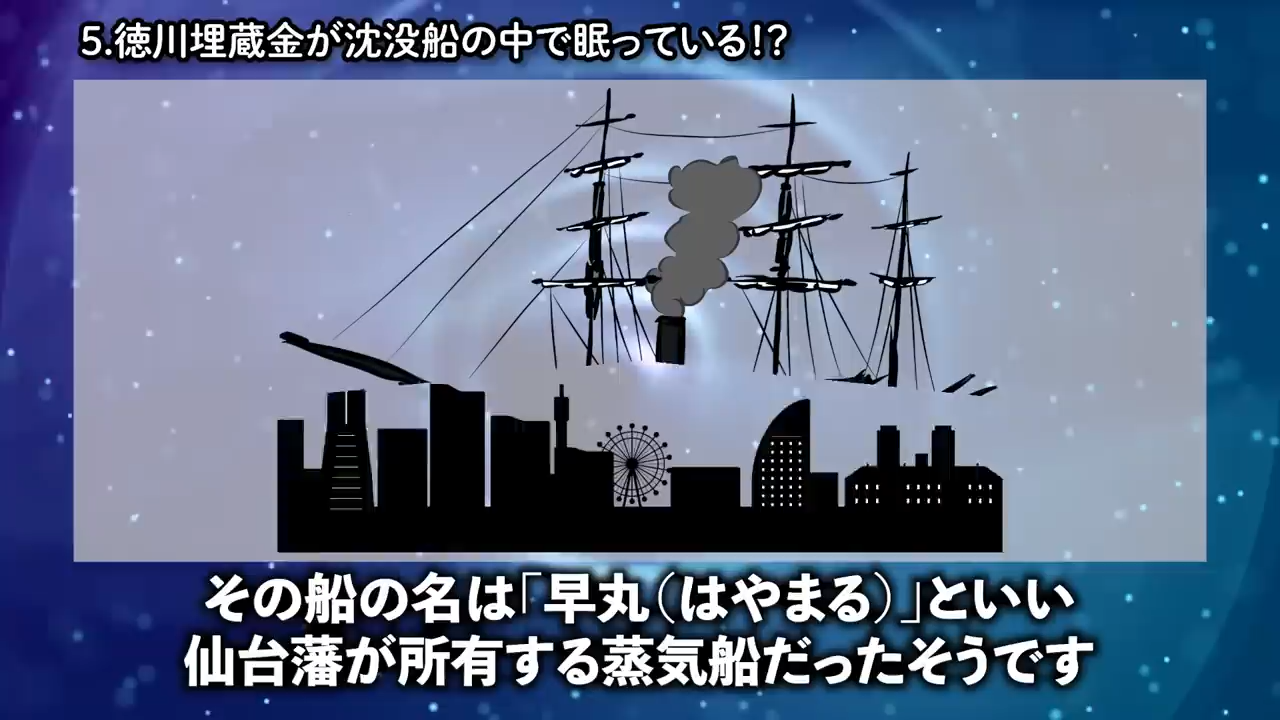 5.徳川埋蔵金が沈没船の中で眠っている!?
その船の名は「早丸（はやまる）」といい
仙台藩が所有する蒸気船だったそうです